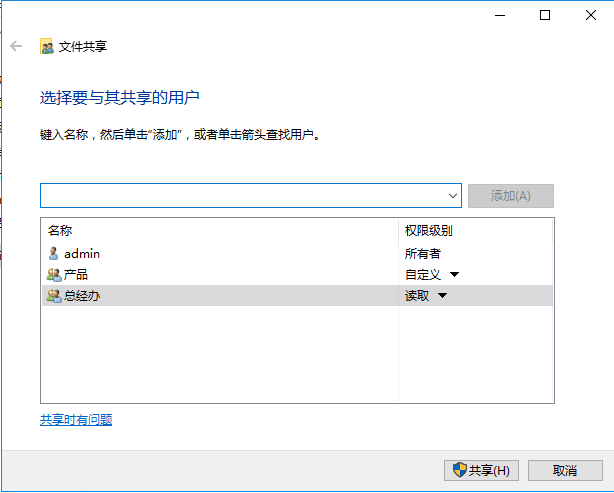 文件共享
选择要与其共享的用户
键入名称，然后单击“添加”，或者单击箭头查找用户。
添加(A)
名称 权限级别
admin 所有者
产品 自定义
总经办 读取
共享时有问题
共享(H) 取消